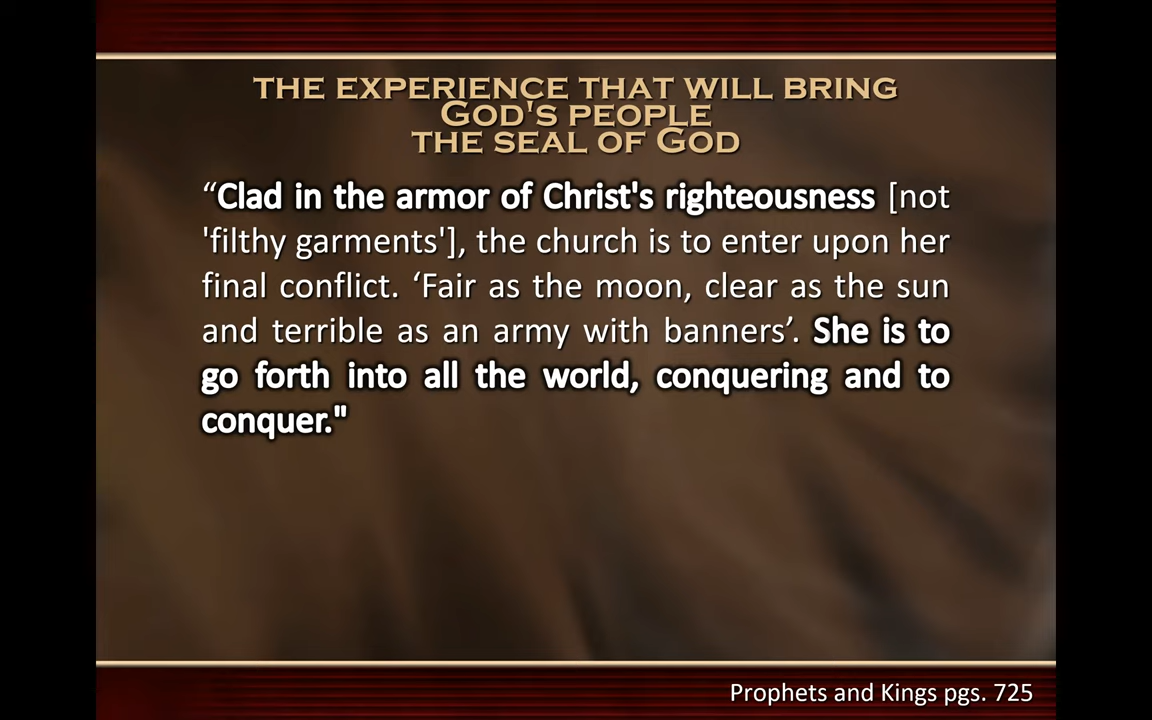 THE EXPERIENCE THAT WILL BRING
GOD'S PEOPLE
THE SEAL OF GOD
“Clad in the armor of Christ's righteousness [not
'filthy garments'], the church is to enter upon her
final conflict. ‘Fair as the moon, clear as the sun
and terrible as an army with banners’. She is to
go forth into all the world, conquering and to
conquer."
Prophets and Kings pgs. 725